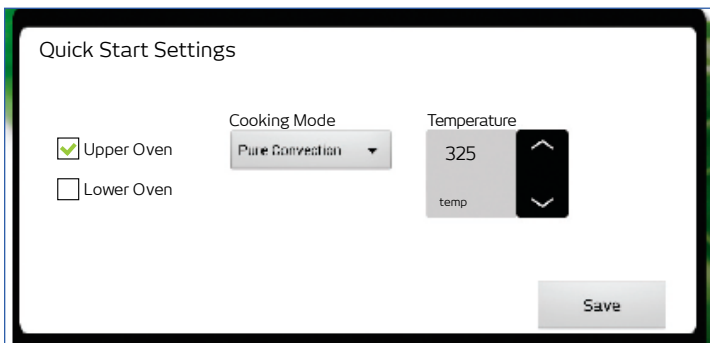 Quick Start Settings
Cooking Mode
Temperature
Upper Oven
Pure Convection
325
Lower Oven
temp
Save